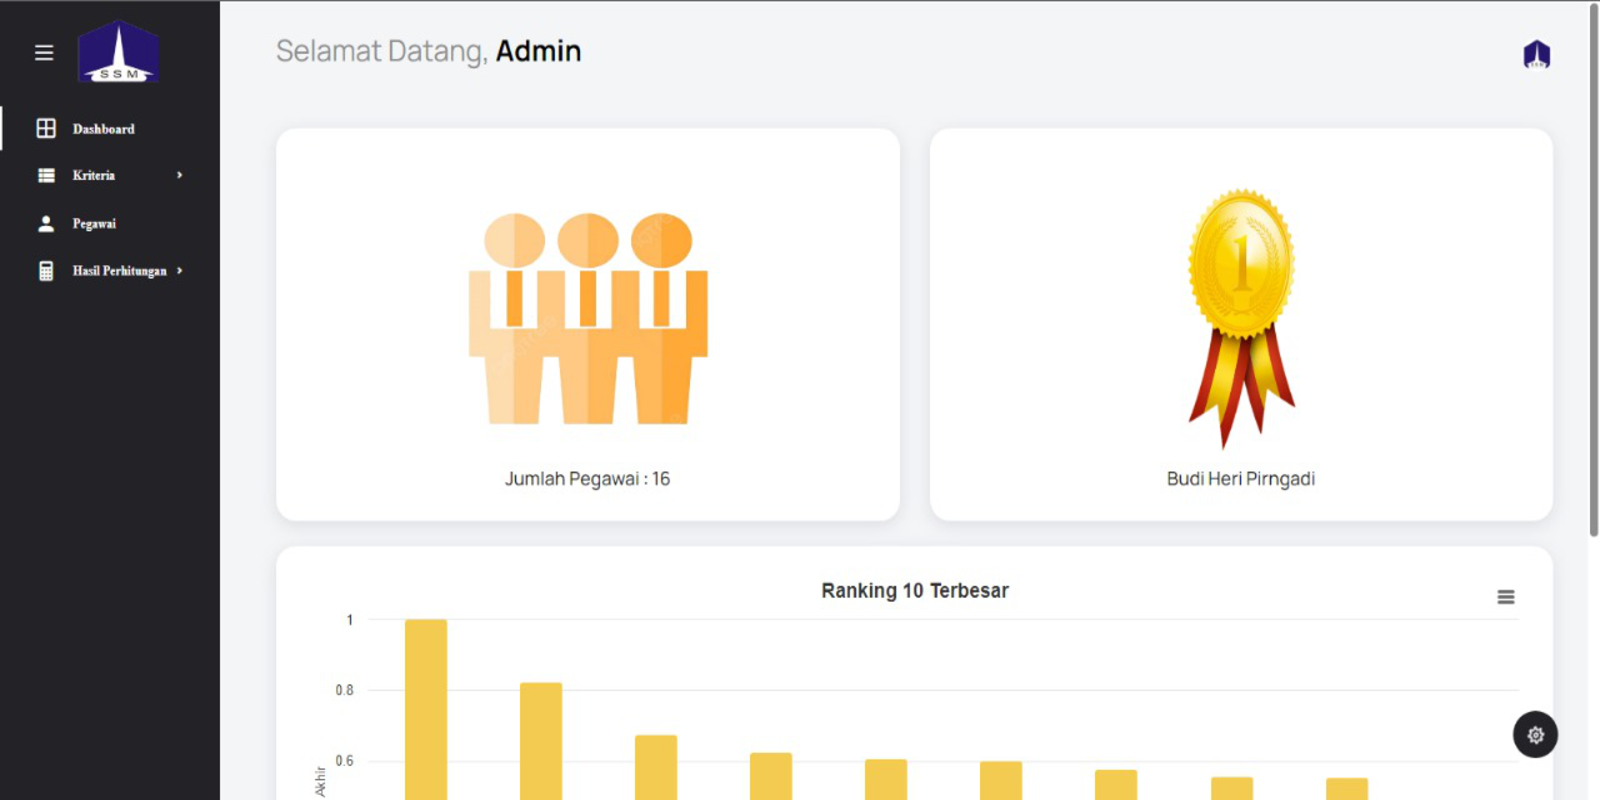 SSM
Selamat Datang, Admin
Dashboard
Kriteria
Pegawai
Hasil Perhitungan
1
Jumlah Pegawai : 16
Budi Heri Pirngadi
Ranking 10 Terbesar
1
0.8
0.6
Akhir